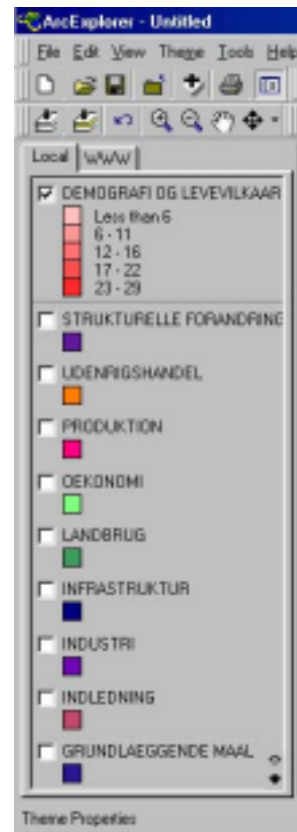 ArcExplorer - Untitled
File Edit View Theme Tools Help
Local WWW
DEMOGRAFI OG LEVEVILKAAR
Less than 6
6 - 11
12 - 16
17 - 22
23 - 29
STRUKTURELLE FORANDRING
UDENRIGSHANDEL
PRODUKTION
OEKONOMI
LANDBRUG
INFRASTRUKTUR
INDUSTRI
INDLEDNING
GRUNDLAEGGENDE MAAL
Theme Properties